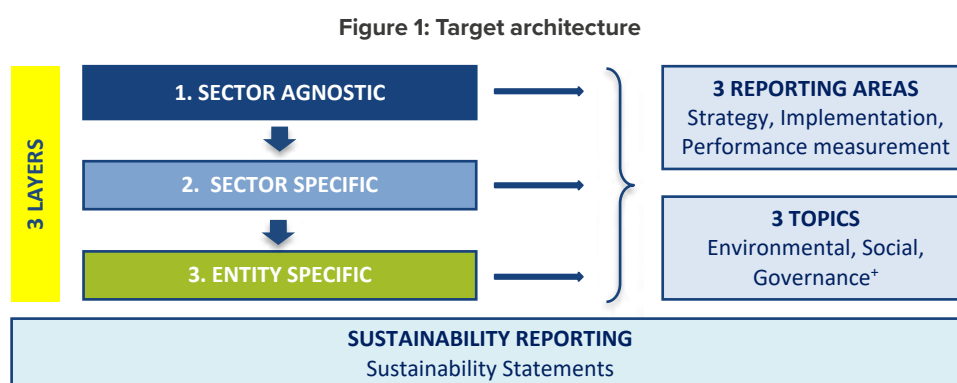 Figure 1: Target architecture
3 LAYERS
1. SECTOR AGNOSTIC
2. SECTOR SPECIFIC
3. ENTITY SPECIFIC
3 REPORTING AREAS
Strategy, Implementation,
Performance measurement
3 TOPICS
Environmental, Social,
Governance+
SUSTAINABILITY REPORTING
Sustainability Statements